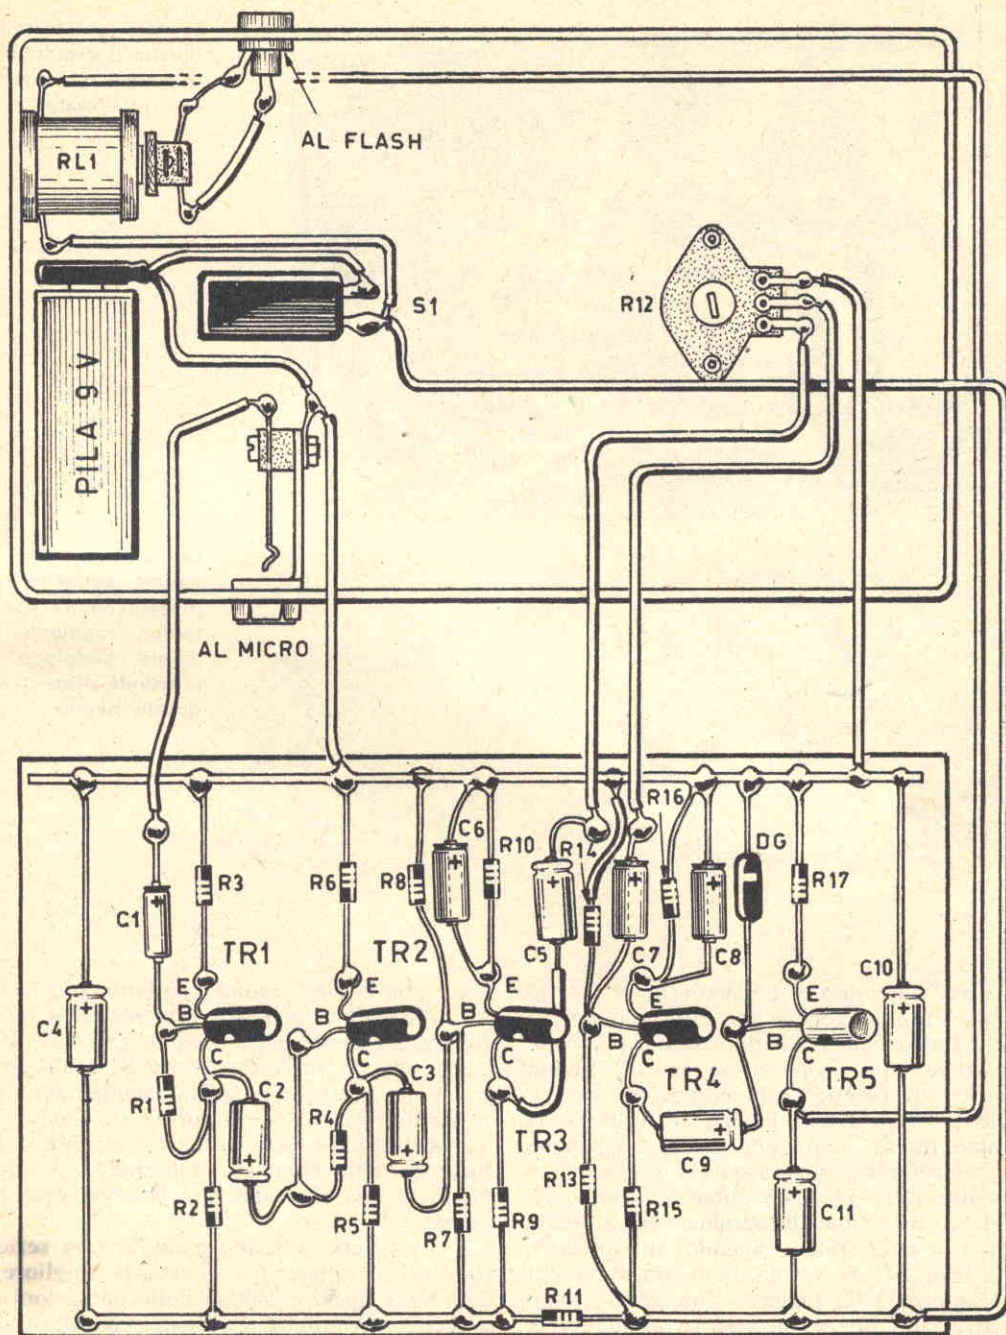 AL FLASH
RL1
S1
R12
PILA 9 V
AL MICRO
R16
C6
R10
R14
DG
R3
R6
R8
R17
C1
TR1
TR2
C5
C7
C8
C10
E
E
E
E
E
C4
B
B
B
B
B
C
C
C
C
C
R1
C2
R4
C3
TR3
TR4
TR5
C9
R2
R5
R7
R9
R13
R15
C11
R11
+
+
+
+
+
+
+
+
+
+
+